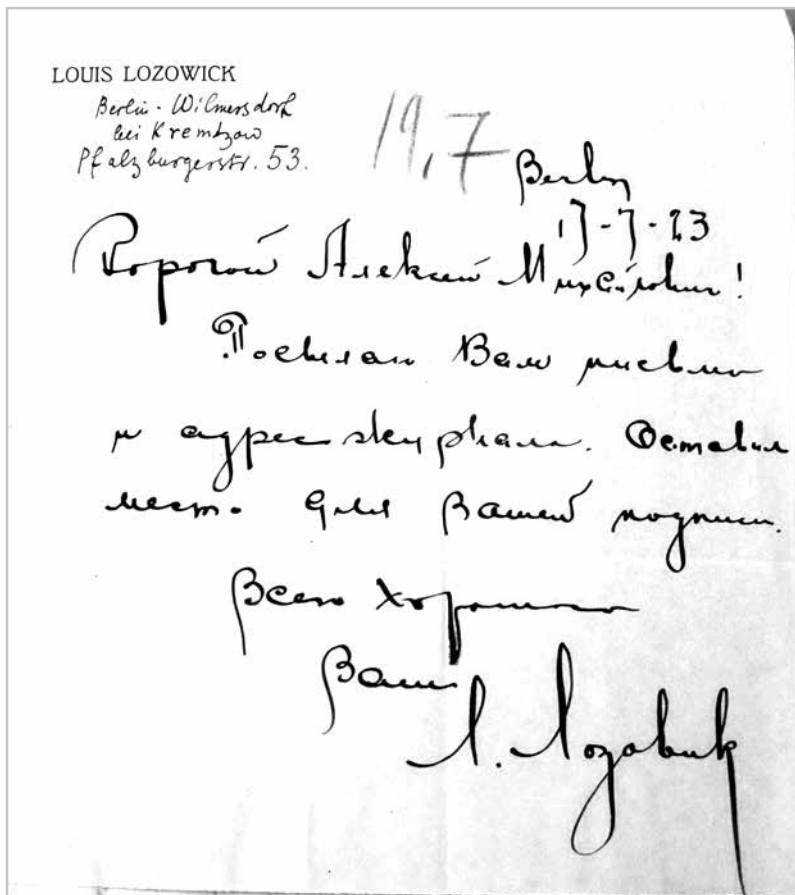 LOUIS LOZOWICK
Berlin - Wilmersdorf
bei Kremtzow
Pfalzburgerstr. 53.
19,7
Berlin
17-7-23
Дорогой Алексей Михайлович!
Посылаю Вам письмо
и адрес журнала. Оставил
место для Вашей подписи.
Всего хорошего
Ваш
Л. Лозовик